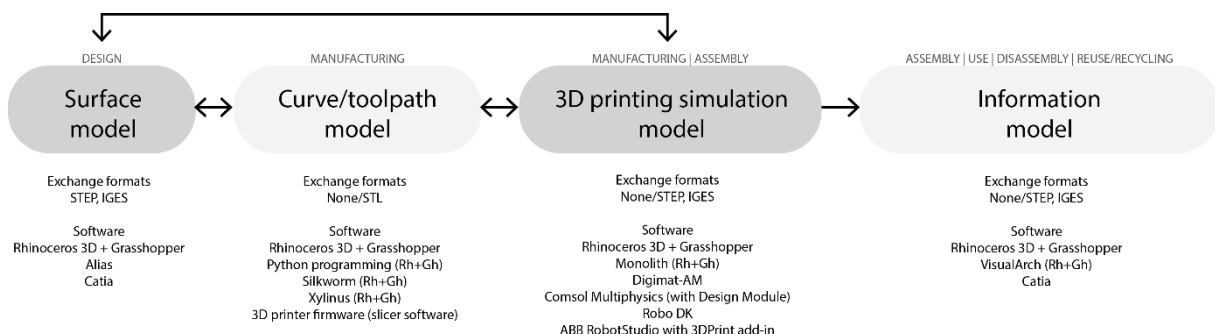 DESIGN
Surface
model
Exchange formats
STEP, IGES
Software
Rhinoceros 3D + Grasshopper
Alias
Catia
MANUFACTURING
Curve/toolpath
model
Exchange formats
None/STL
Software
Rhinoceros 3D + Grasshopper
Python programming (Rh+Gh)
Silkworm (Rh+Gh)
Xylinus (Rh+Gh)
3D printer firmware (slicer software)
MANUFACTURING | ASSEMBLY
3D printing simulation
model
Exchange formats
None/STEP, IGES
Software
Rhinoceros 3D + Grasshopper
Monolith (Rh+Gh)
Digimat-AM
Comsol Multiphysics (with Design Module)
Robo DK
ABB RobotStudio with 3DPrint add-in
ASSEMBLY | USE | DISASSEMBLY | REUSE/RECYCLING
Information
model
Exchange formats
None/STEP, IGES
Software
Rhinoceros 3D + Grasshopper
VisualArch (Rh+Gh)
Catia